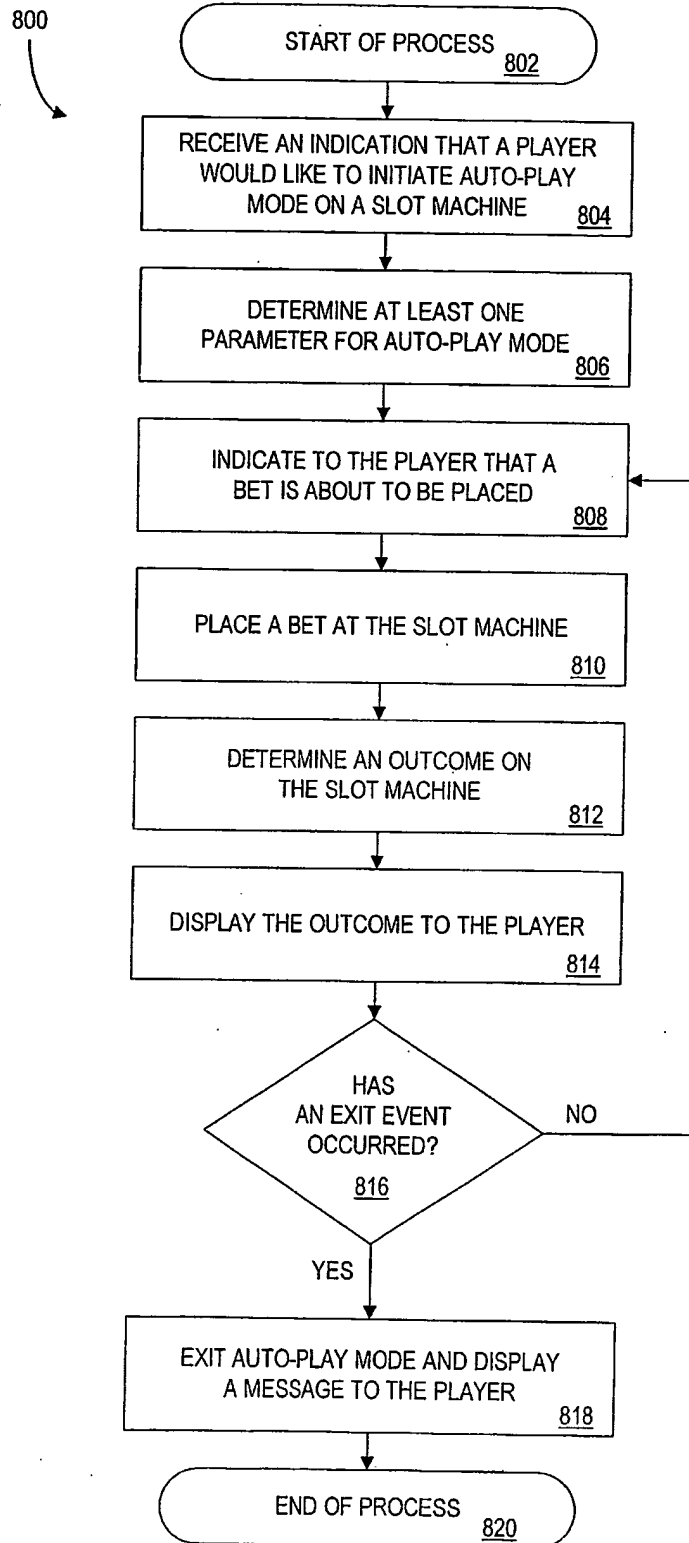 800
START OF PROCESS
802
RECEIVE AN INDICATION THAT A PLAYER
WOULD LIKE TO INITIATE AUTO-PLAY
MODE ON A SLOT MACHINE
804
DETERMINE AT LEAST ONE
PARAMETER FOR AUTO-PLAY MODE
806
INDICATE TO THE PLAYER THAT A
BET IS ABOUT TO BE PLACED
808
PLACE A BET AT THE SLOT MACHINE
810
DETERMINE AN OUTCOME ON
THE SLOT MACHINE
812
DISPLAY THE OUTCOME TO THE PLAYER
814
HAS
AN EXIT EVENT
OCCURRED?
816
NO
YES
EXIT AUTO-PLAY MODE AND DISPLAY
A MESSAGE TO THE PLAYER
818
END OF PROCESS
820